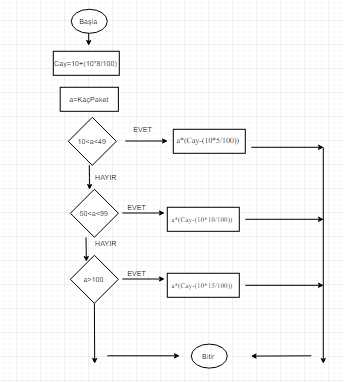 Başla
Cay=10+(10*8/100)
a=KaçPaket
10<a<49
EVET
a*(Cay-(10*5/100))
HAYIR
50<a<99
EVET
a*(Cay-(10*10/100))
HAYIR
a>100
EVET
a*(Cay-(10*15/100))
Bitir